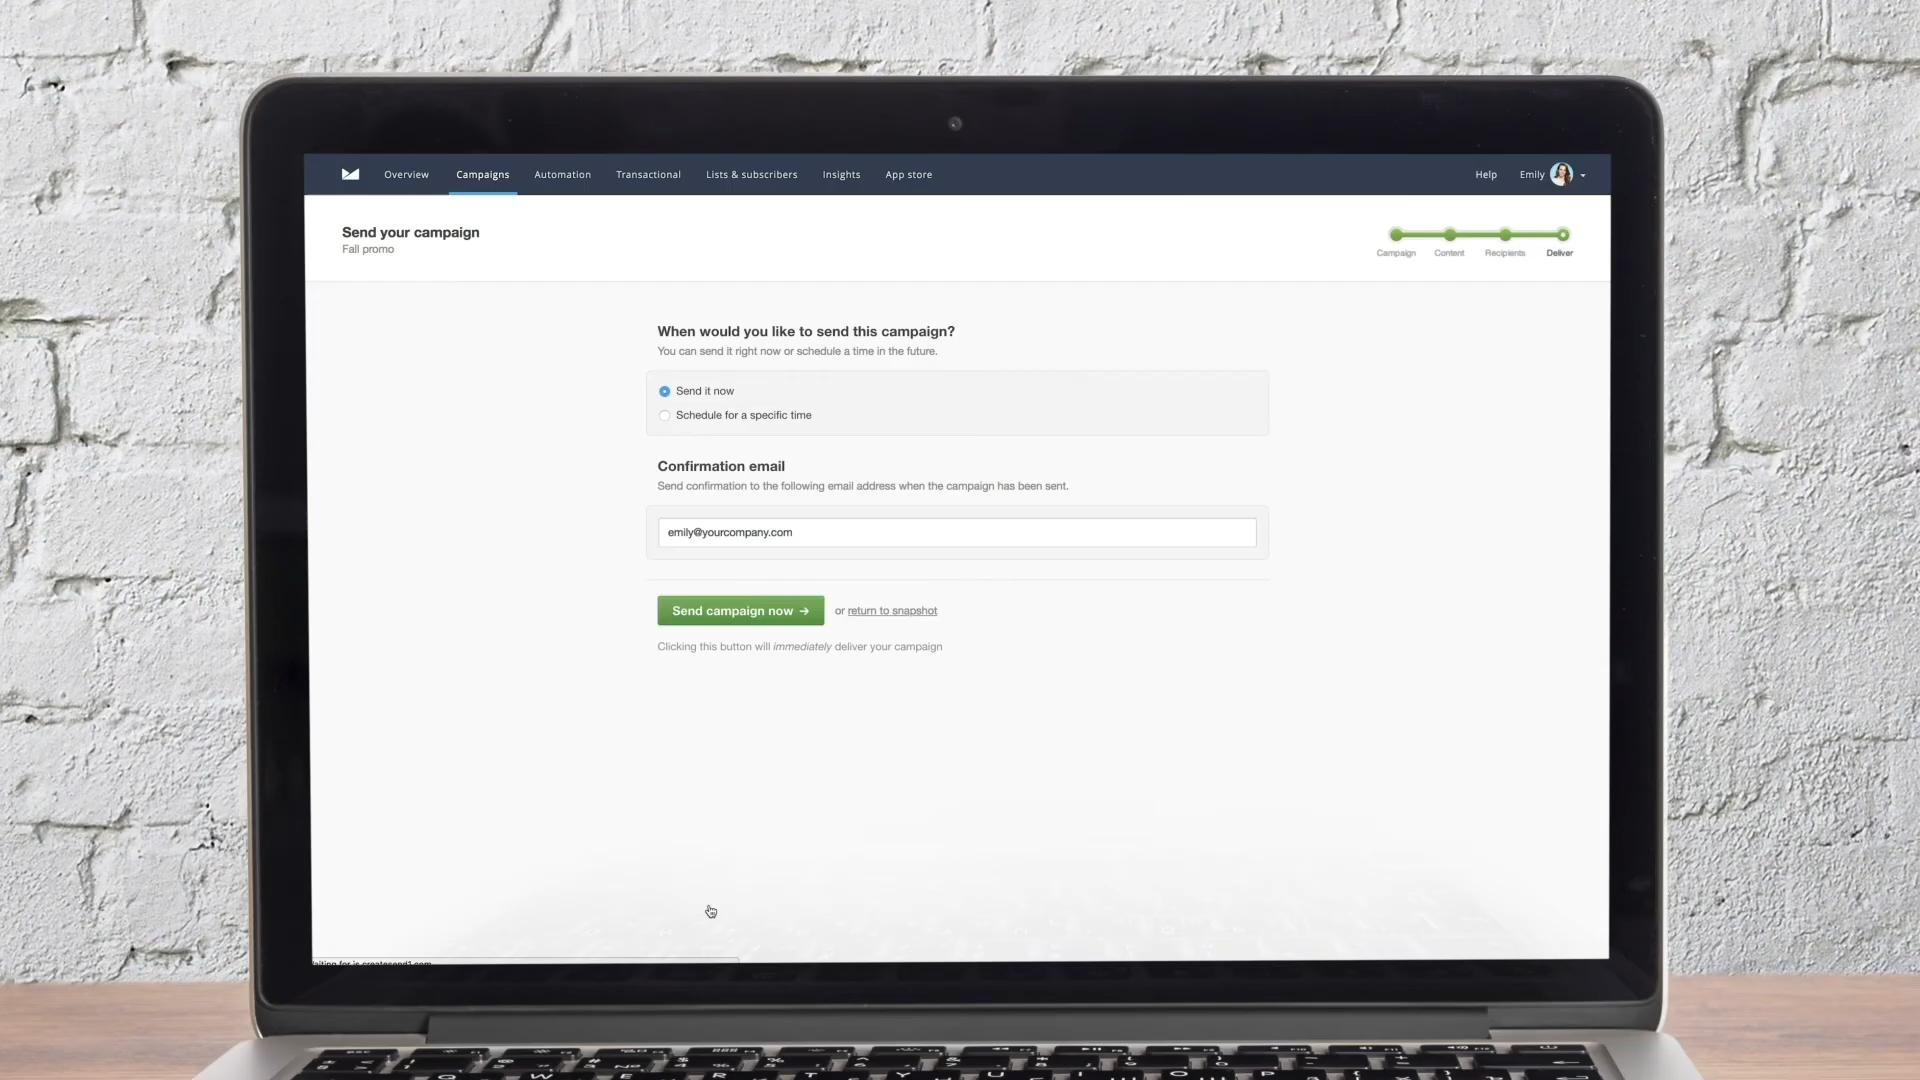 Overview Campaigns Automation Transactional Lists & subscribers Insights App store Help Emily
Send your campaign
Fall promo
Campaign Content Recipients Deliver
When would you like to send this campaign?
You can send it right now or schedule a time in the future.
Send it now
Schedule for a specific time
Confirmation email
Send confirmation to the following email address when the campaign has been sent.
emily@yourcompany.com
Send campaign now → or return to snapshot
Clicking this button will immediately deliver your campaign